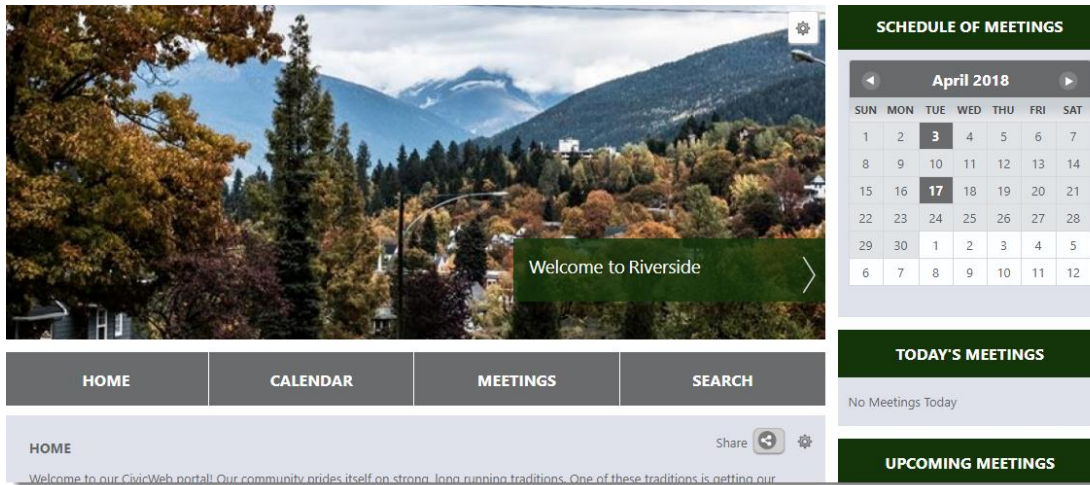 Welcome to Riverside
HOME CALENDAR MEETINGS SEARCH
HOME
Share
Welcome to our CivicWeb portal! Our community prides itself on strong, long running traditions. One of these traditions is getting our
SCHEDULE OF MEETINGS
April 2018
SUN MON TUE WED THU FRI SAT
1 2 3 4 5 6 7
8 9 10 11 12 13 14
15 16 17 18 19 20 21
22 23 24 25 26 27 28
29 30 1 2 3 4 5
6 7 8 9 10 11 12
TODAY'S MEETINGS
No Meetings Today
UPCOMING MEETINGS